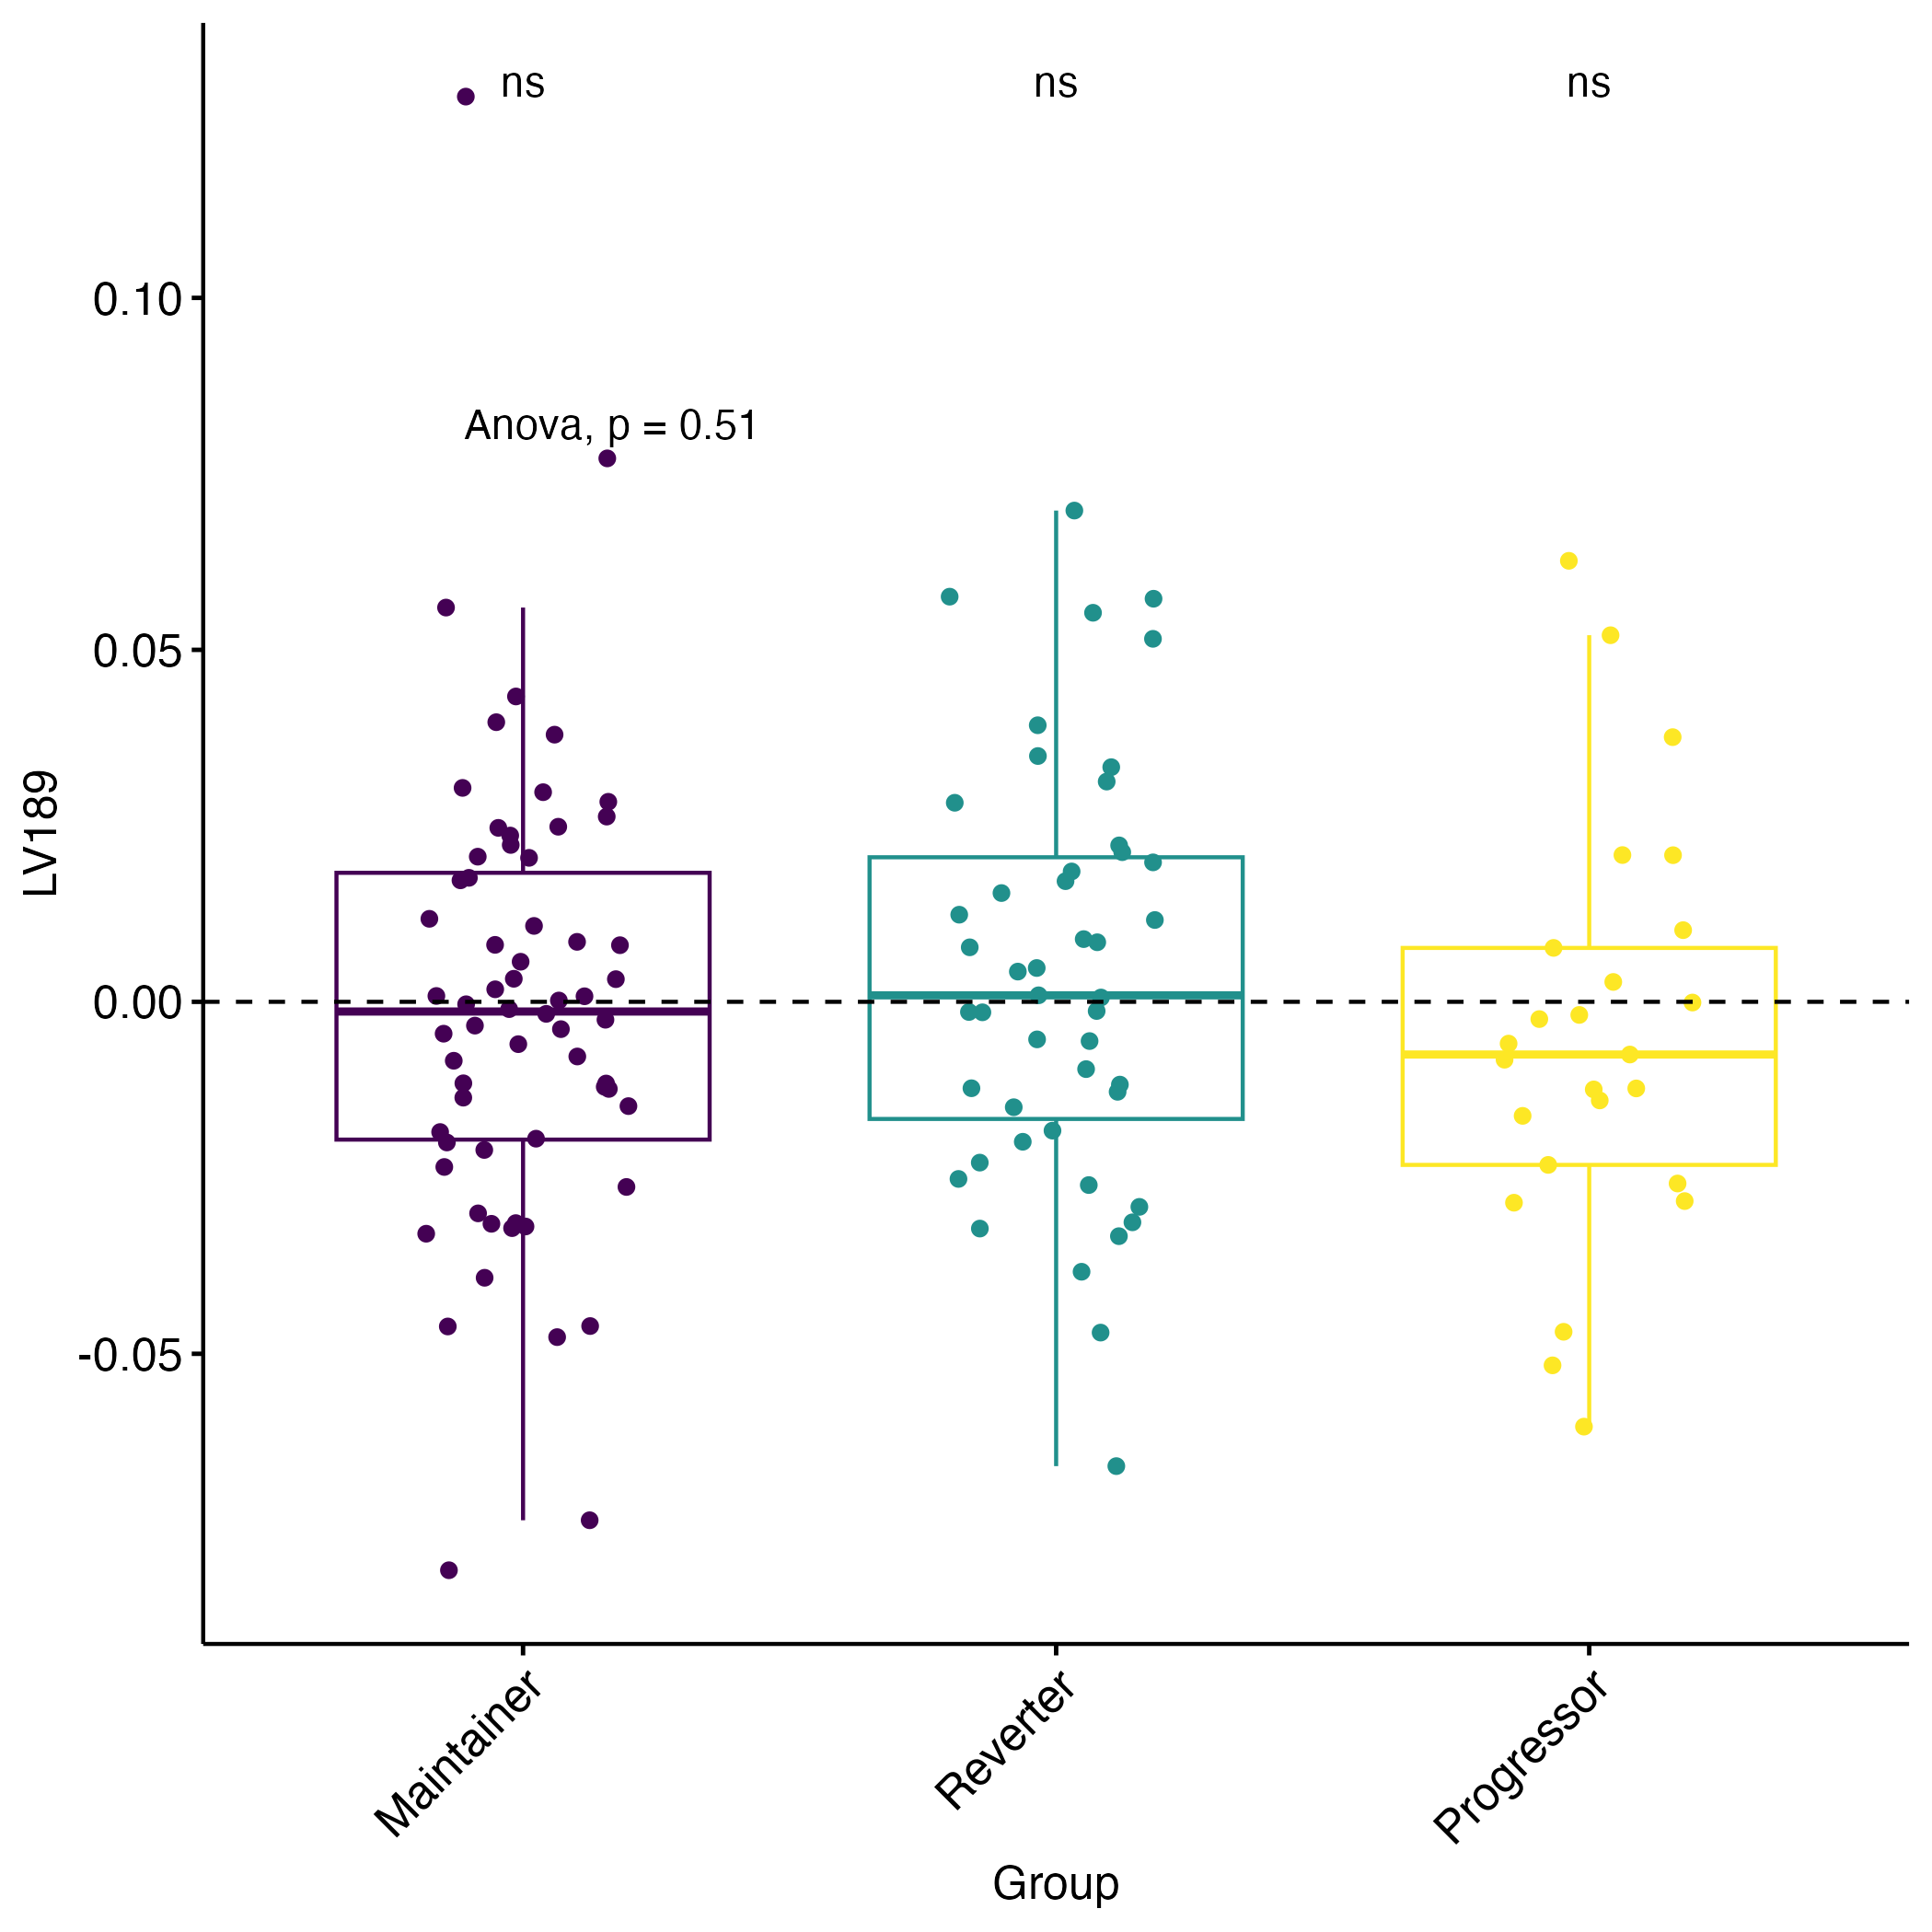 ns
ns
ns
Anova, p = 0.51
LV189
0.10
0.05
0.00
-0.05
Maintainer
Reverter
Progressor
Group